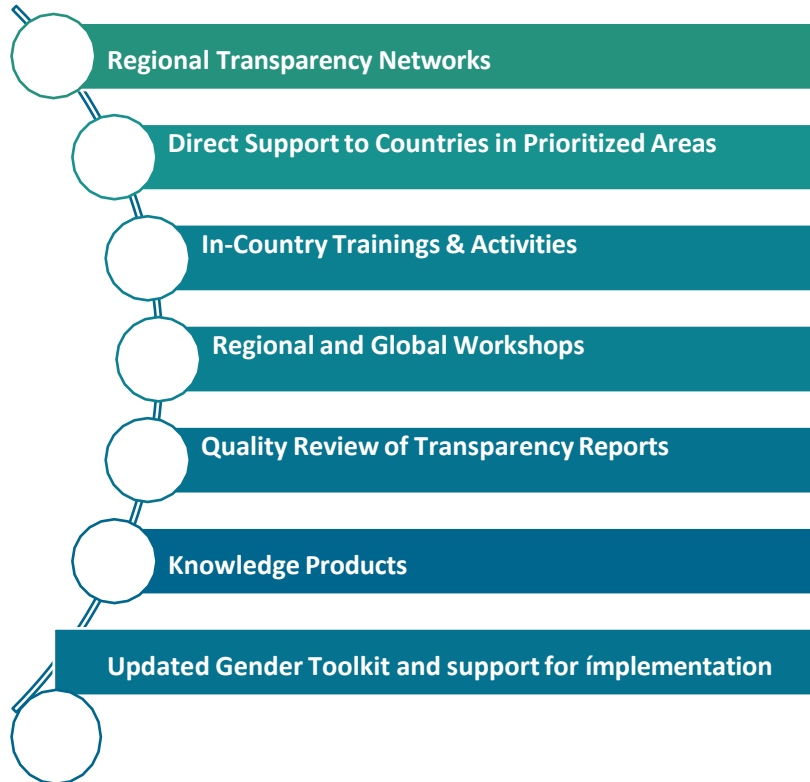 Regional Transparency Networks
Direct Support to Countries in Prioritized Areas
In-Country Trainings & Activities
Regional and Global Workshops
Quality Review of Transparency Reports
Knowledge Products
Updated Gender Toolkit and support for ímplementation